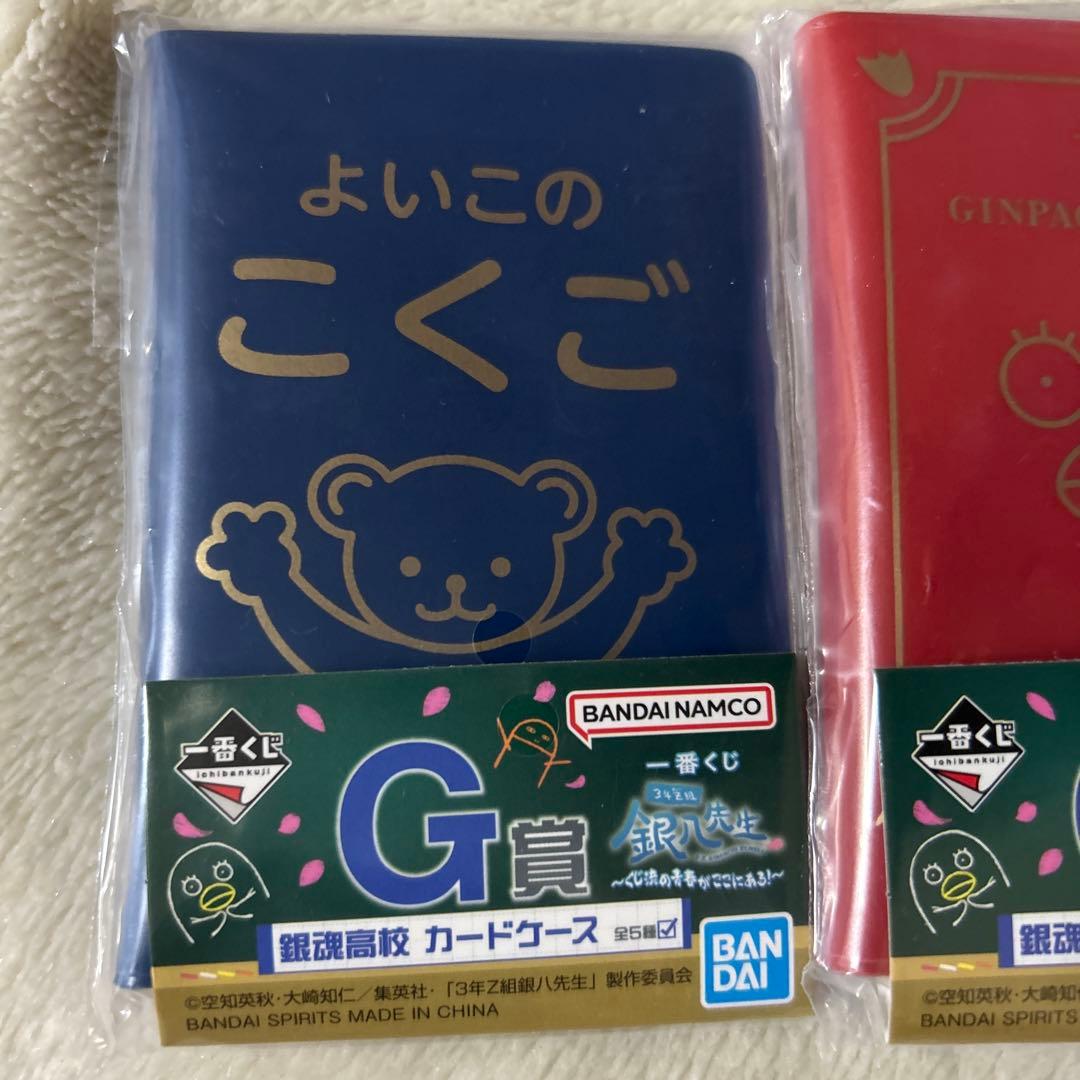 よいこの
こくご
一番くじ
ichibankuji
G賞
BANDAI NAMCO
一番くじ
3年Z組
銀八先生
～くじ流の青春がここにある!～
銀魂高校 カードケース 全5種
BAN
DAI
©空知英秋・大崎知仁／集英社・「3年Z組銀八先生」製作委員会
BANDAI SPIRITS MADE IN CHINA
GINPA
一番くじ
ichibankuji
銀魂
©空知英秋・大崎知仁
BANDAI SPIRITS